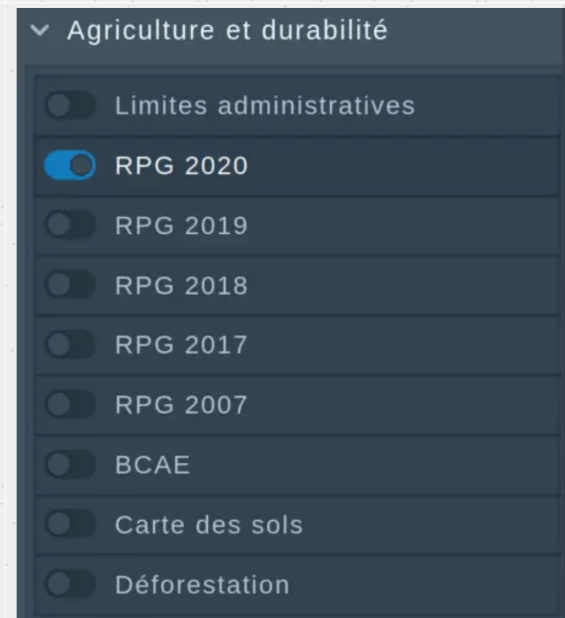 Agriculture et durabilité
Limites administratives
RPG 2020
RPG 2019
RPG 2018
RPG 2017
RPG 2007
BCAE
Carte des sols
Déforestation